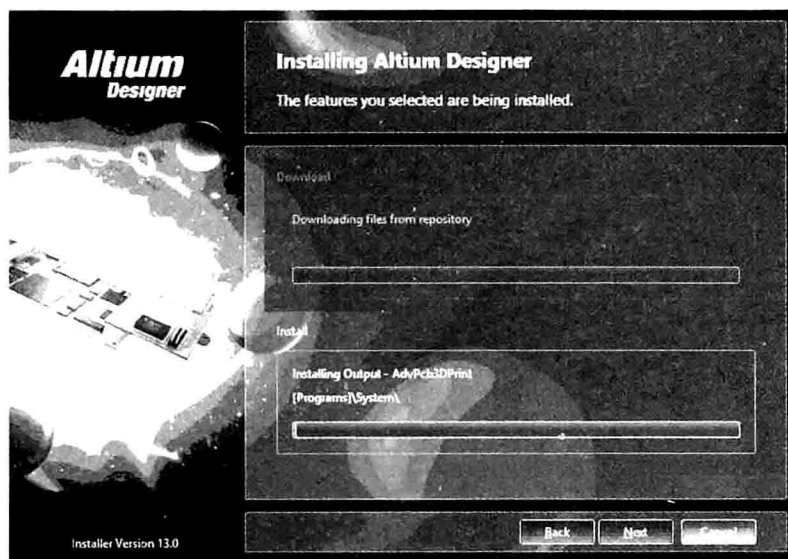 Altium
Designer
Installing Altium Designer
The features you selected are being installed.
Download
Downloading files from repository
Install
Installing Output - AdvPcb3DPrint
[Programs]\System\
Installer Version 13.0
Back
Next
Cancel